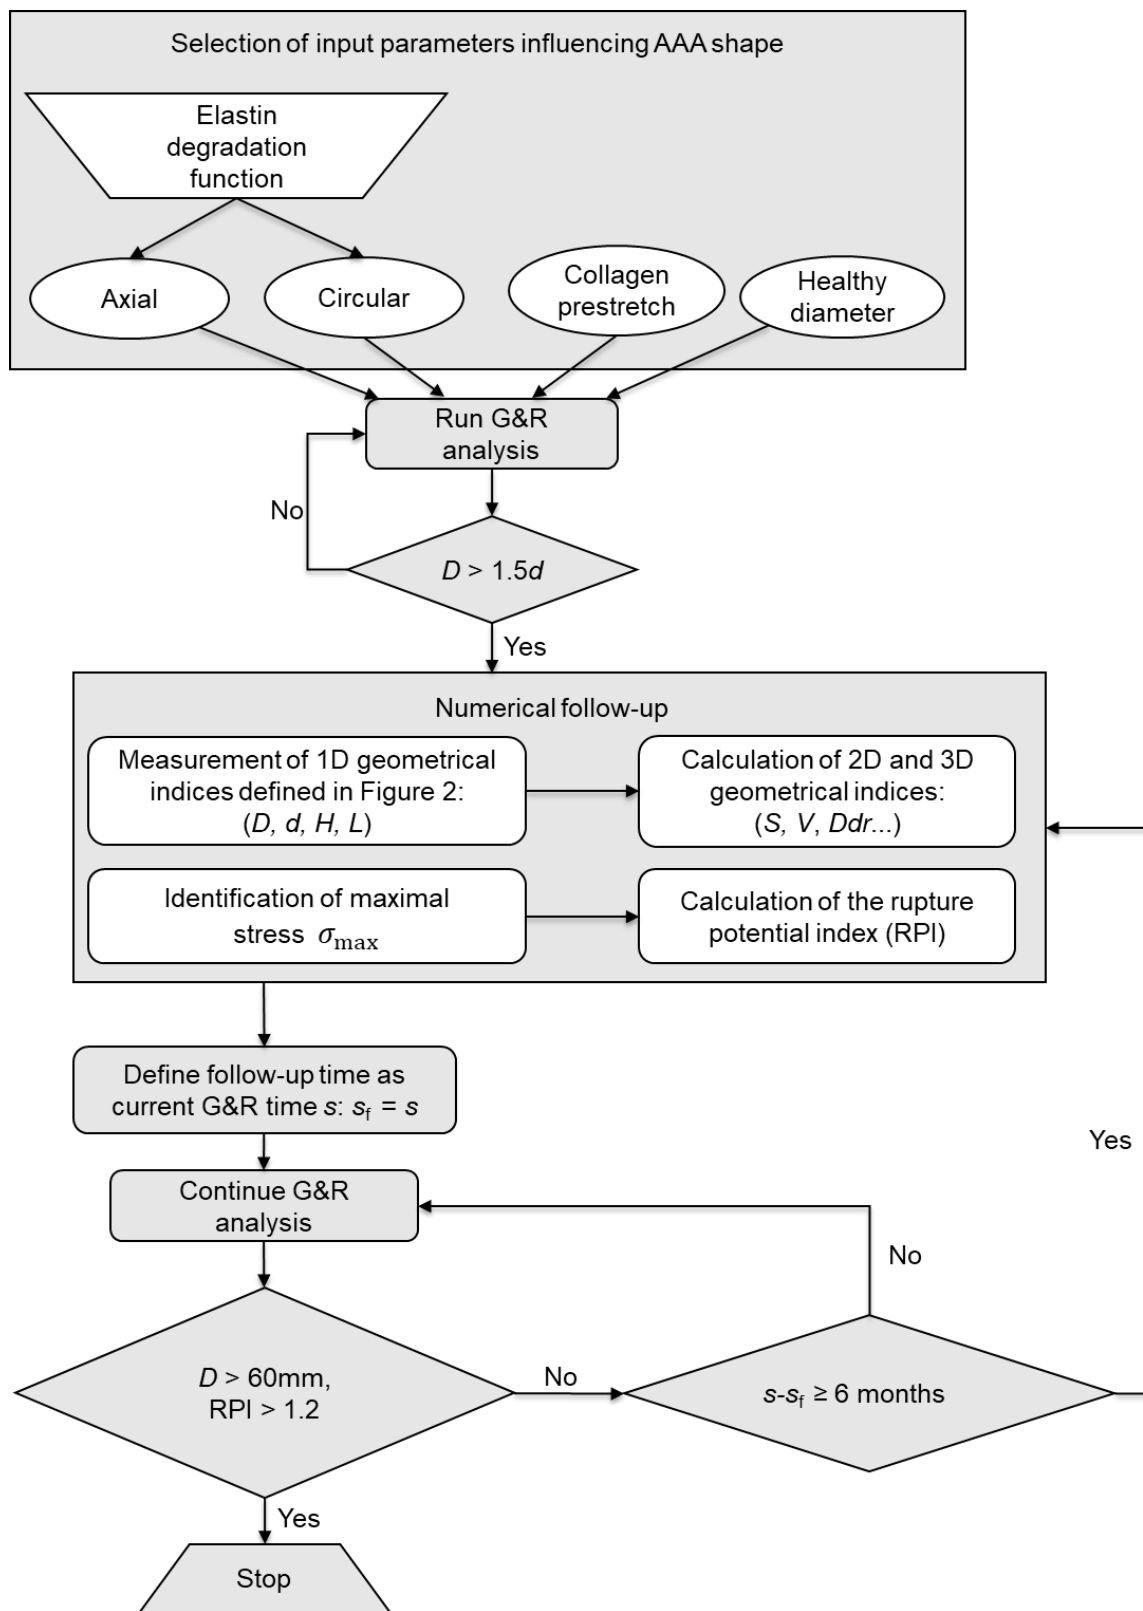 Selection of input parameters influencing AAA shape
Elastin
degradation
function
Axial
Circular
Collagen
prestretch
Healthy
diameter
Run G&R
analysis
No
D > 1.5d
Yes
Numerical follow-up
Measurement of 1D geometrical
indices defined in Figure 2:
(D, d, H, L)
Calculation of 2D and 3D
geometrical indices:
(S, V, Ddr...)
Identification of maximal
stress σmax
Calculation of the rupture
potential index (RPI)
Define follow-up time as
current G&R time s: sf = s
Yes
Continue G&R
analysis
No
D > 60mm,
RPI > 1.2
No
s-sf ≥ 6 months
Yes
Stop